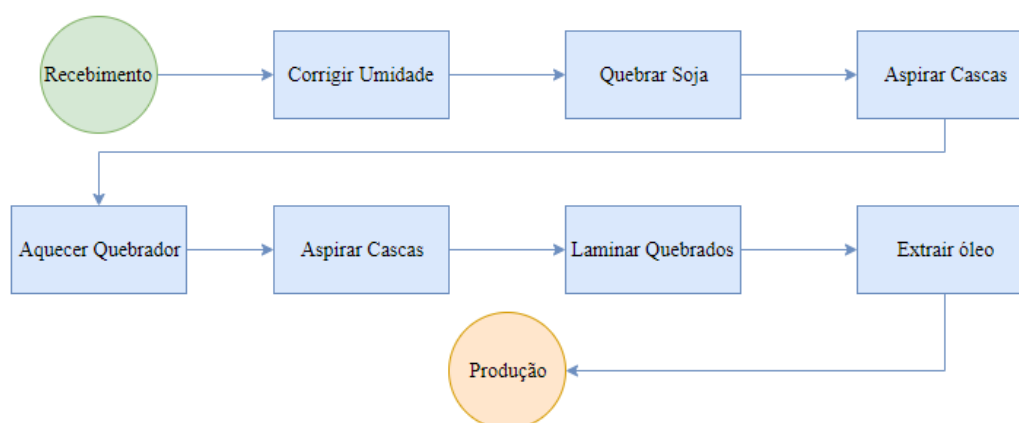 Recebimento
Corrigir Umidade
Quebrar Soja
Aspirar Cascas
Aquecer Quebrador
Aspirar Cascas
Laminar Quebrados
Extrair óleo
Produção